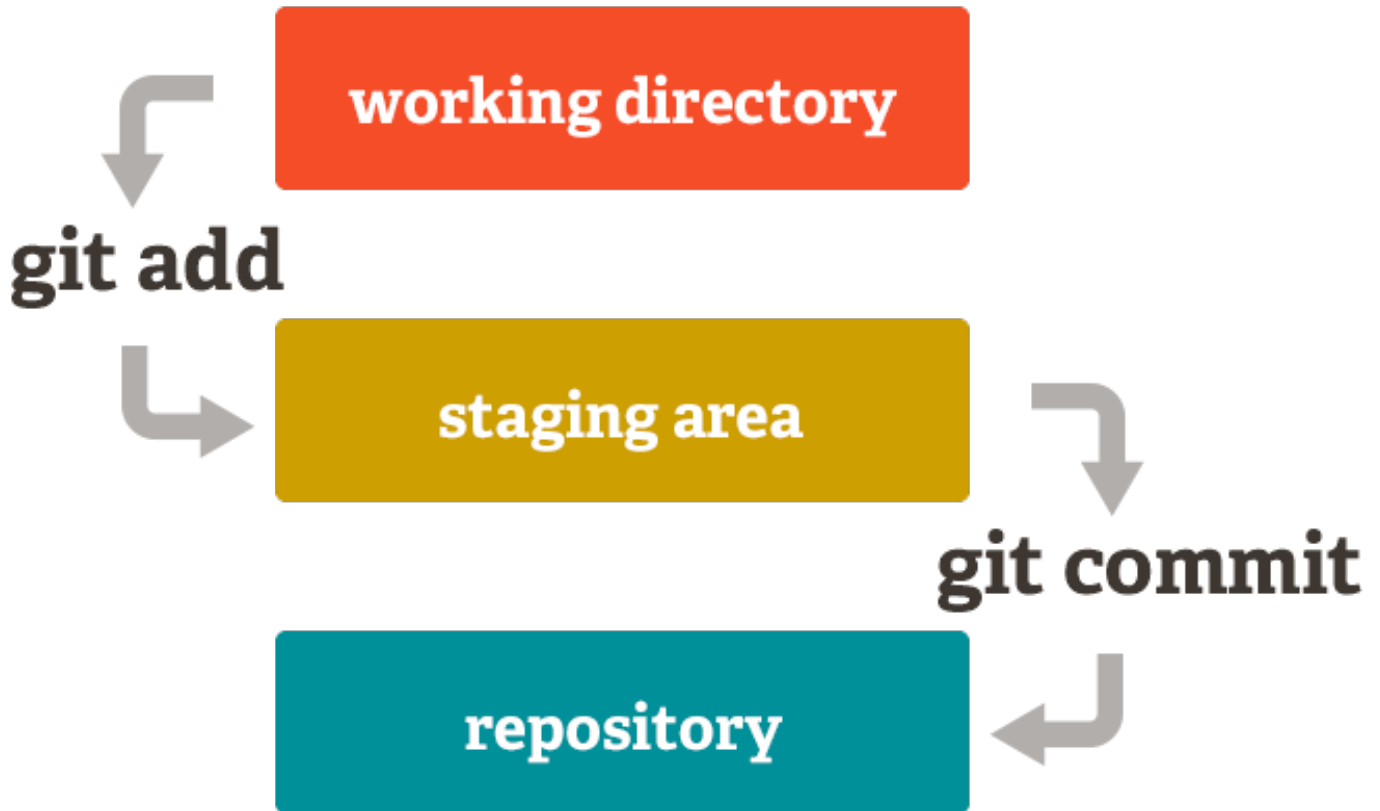 working directory
git add
staging area
git commit
repository